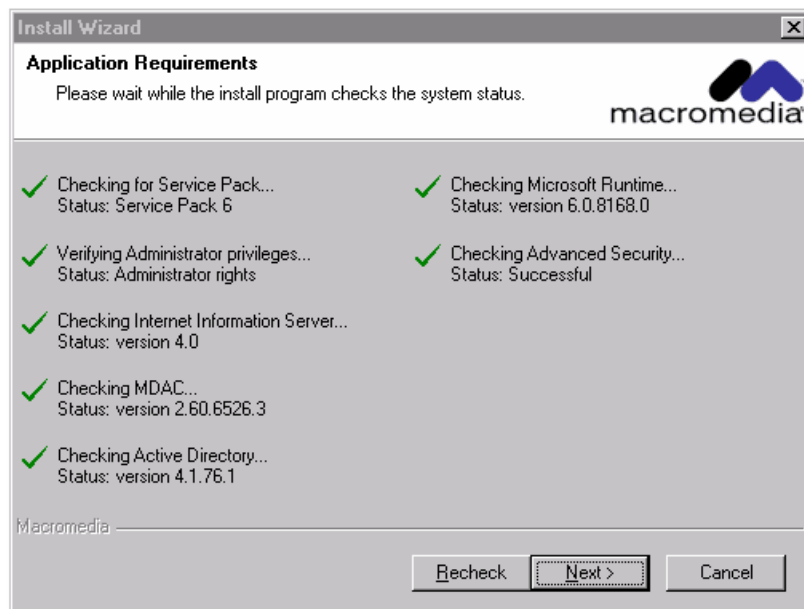 Install Wizard
Application Requirements
Please wait while the install program checks the system status.
macromedia
Checking for Service Pack...
Status: Service Pack 6
Verifying Administrator privileges...
Status: Administrator rights
Checking Internet Information Server...
Status: version 4.0
Checking MDAC...
Status: version 2.60.6526.3
Checking Active Directory...
Status: version 4.1.76.1
Checking Microsoft Runtime...
Status: version 6.0.8168.0
Checking Advanced Security...
Status: Successful
Macromedia
Recheck
Next >
Cancel